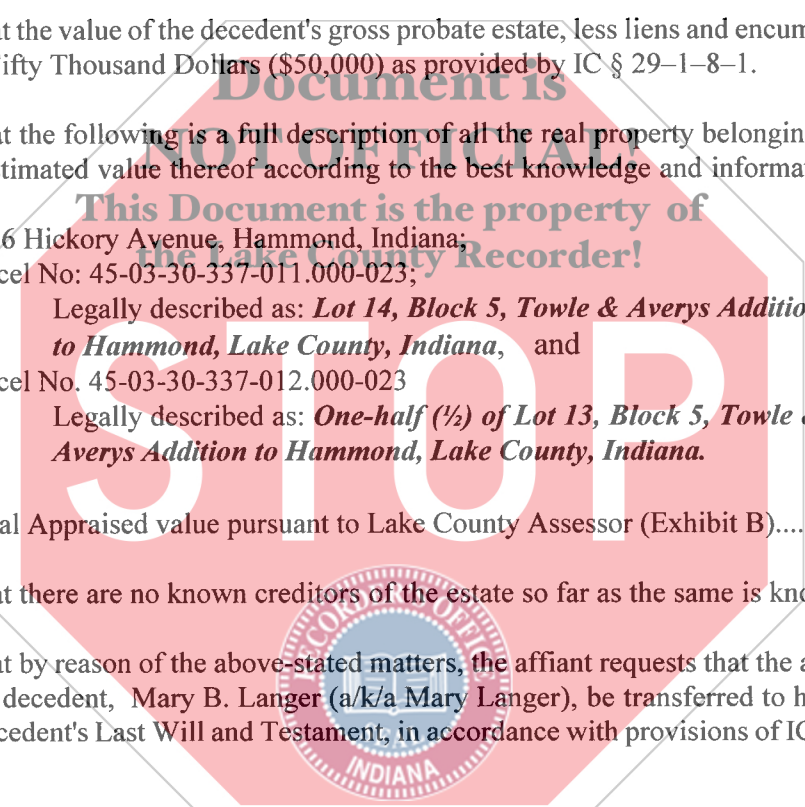 at the value of the decedent's gross probate estate, less liens and encum
ifty Thousand Dollars ($50,000) as provided by IC § 29–1–8–1.
Document is
at the following is a full description of all the real property belongin
NOT OFFICIAL!
timated value thereof according to the best knowledge and informa
This Document is the property of
6 Hickory Avenue, Hammond, Indiana;
the Lake County Recorder!
cel No: 45-03-30-337-011.000-023;
Legally described as: Lot 14, Block 5, Towle & Averys Additio
to Hammond, Lake County, Indiana, and
cel No. 45-03-30-337-012.000-023
Legally described as: One-half (½) of Lot 13, Block 5, Towle &
Averys Addition to Hammond, Lake County, Indiana.
STOP
al Appraised value pursuant to Lake County Assessor (Exhibit B)....
at there are no known creditors of the estate so far as the same is kno
RECORDER'S OFFICE
at by reason of the above-stated matters, the affiant requests that the a
decedent, Mary B. Langer (a/k/a Mary Langer), be transferred to h
cedent's Last Will and Testament, in accordance with provisions of IC
INDIANA